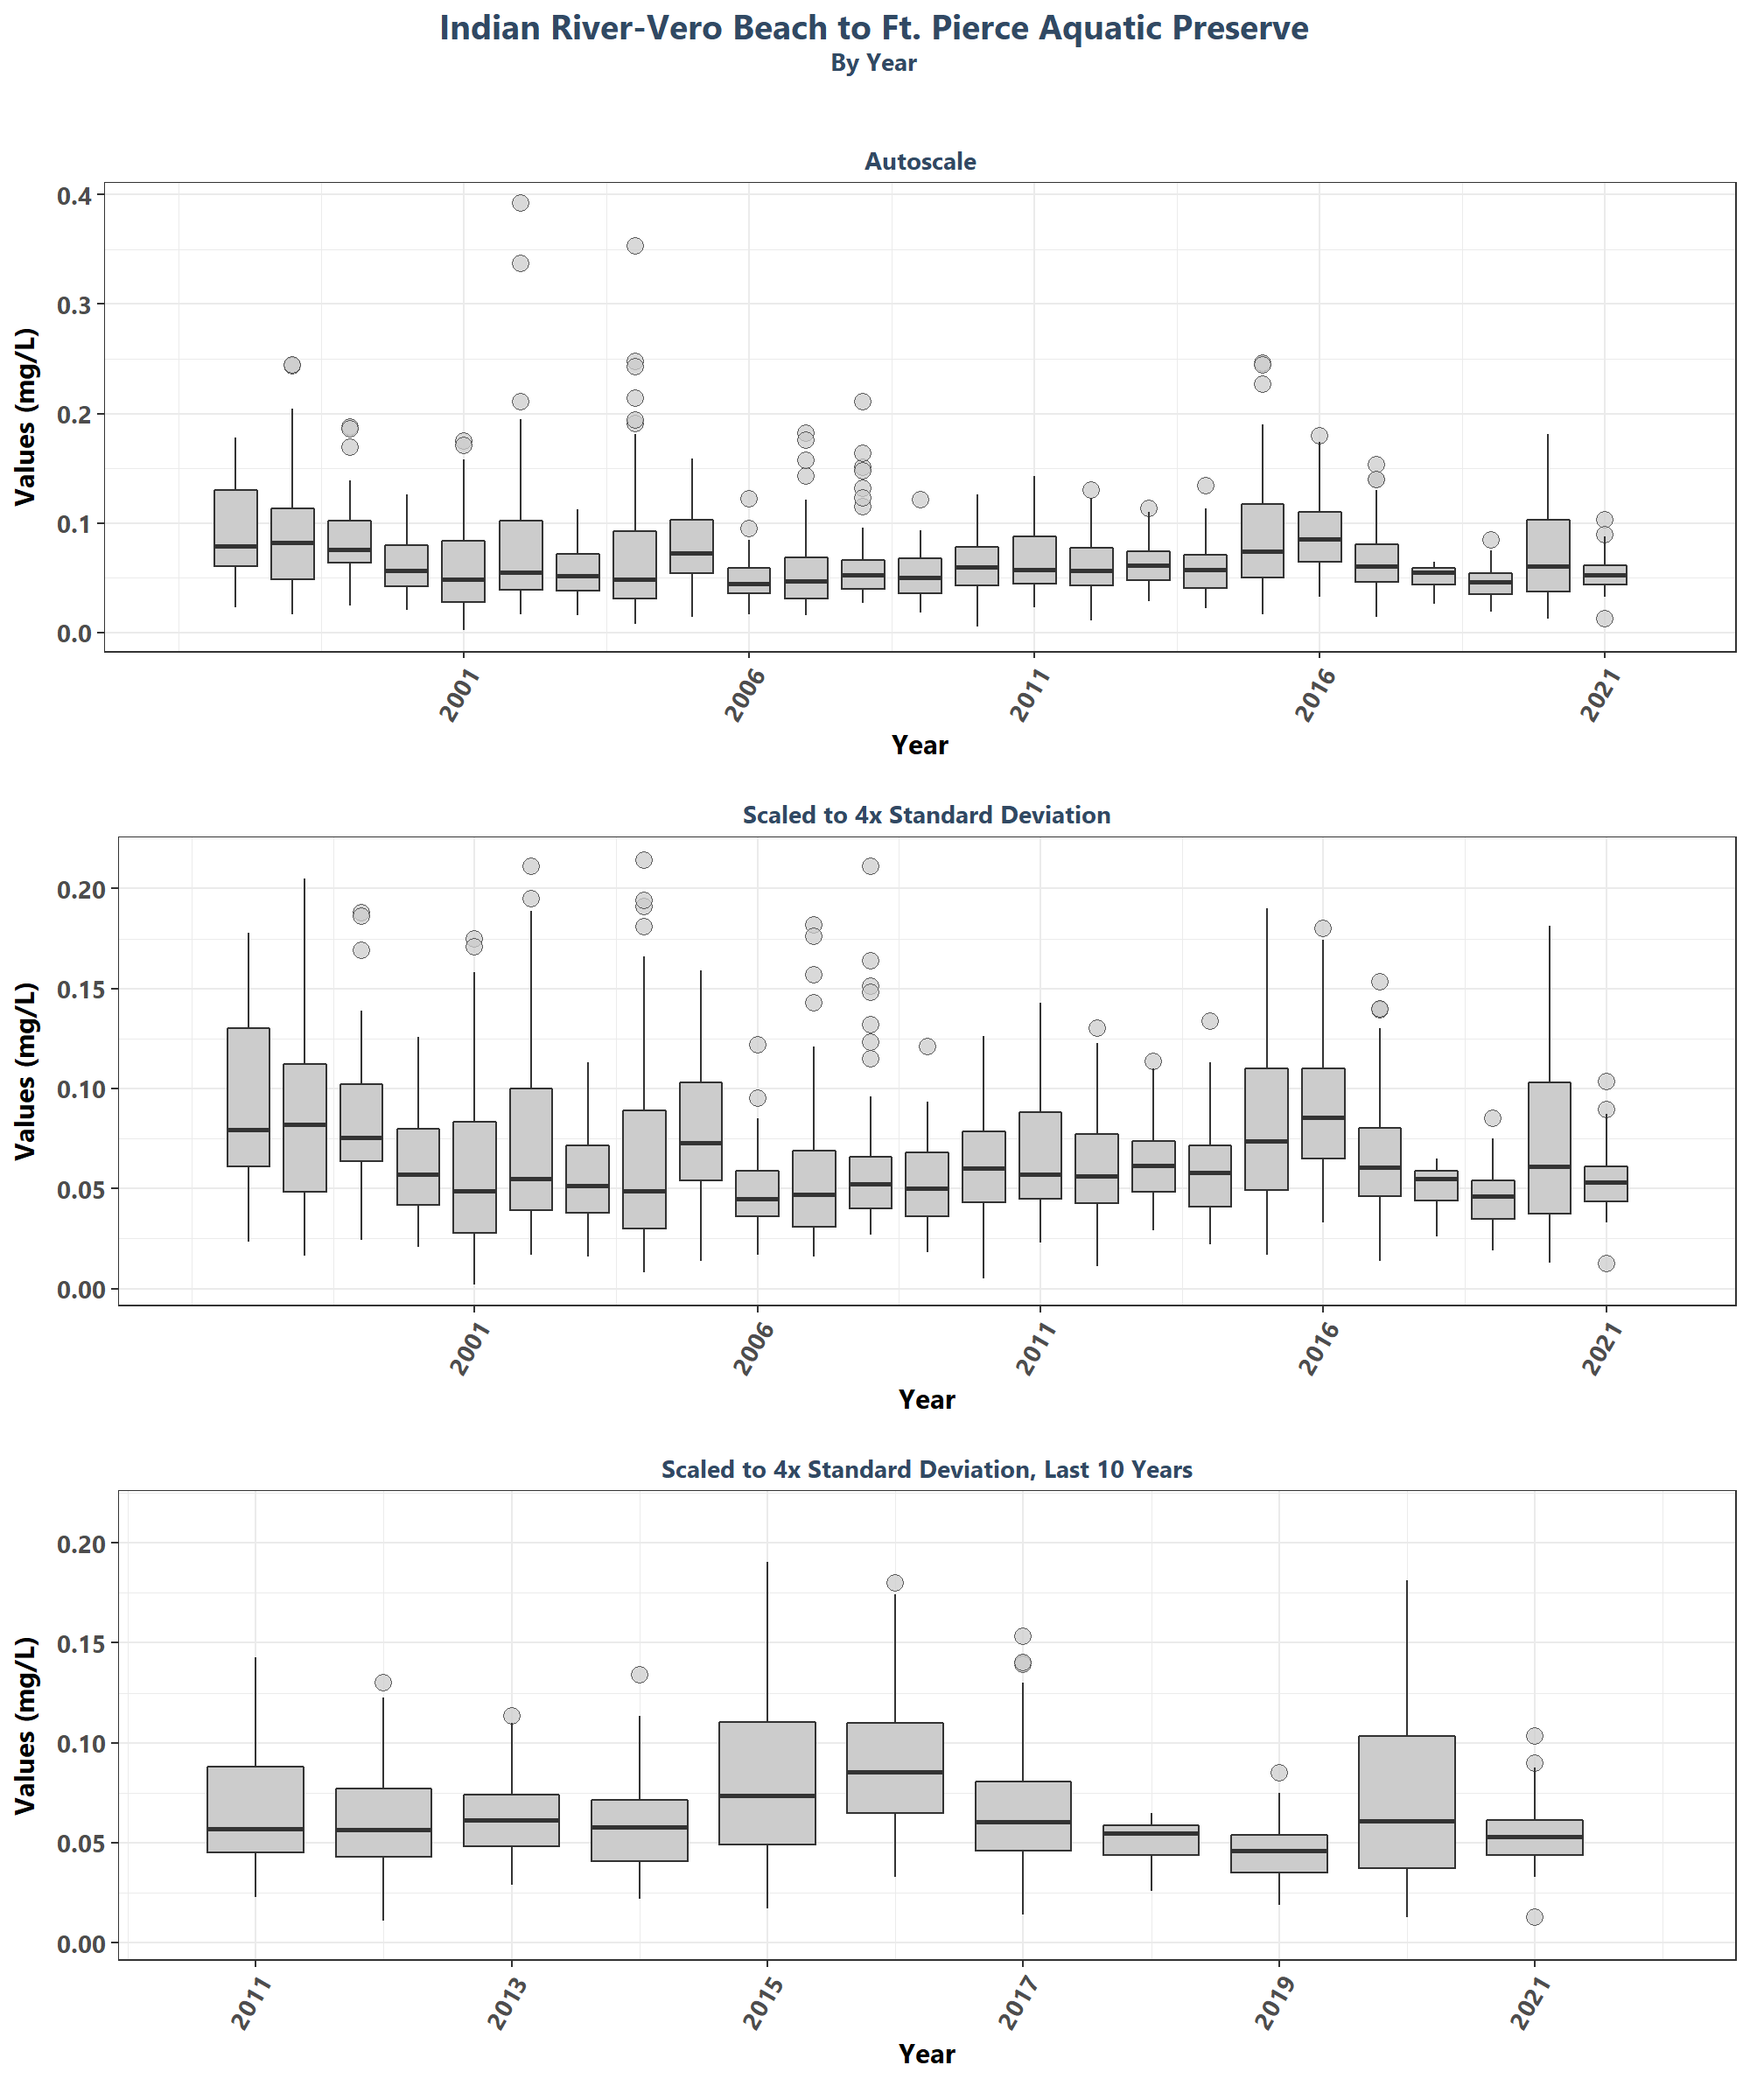 Indian River-Vero Beach to Ft. Pierce Aquatic Preserve
By Year
Autoscale
Values (mg/L)
0.4
0.3
0.2
0.1
0.0
2001
2006
2011
2016
2021
Year
Scaled to 4x Standard Deviation
Values (mg/L)
0.20
0.15
0.10
0.05
0.00
2001
2006
2011
2016
2021
Year
Scaled to 4x Standard Deviation, Last 10 Years
Values (mg/L)
0.20
0.15
0.10
0.05
0.00
2011
2013
2015
2017
2019
2021
Year